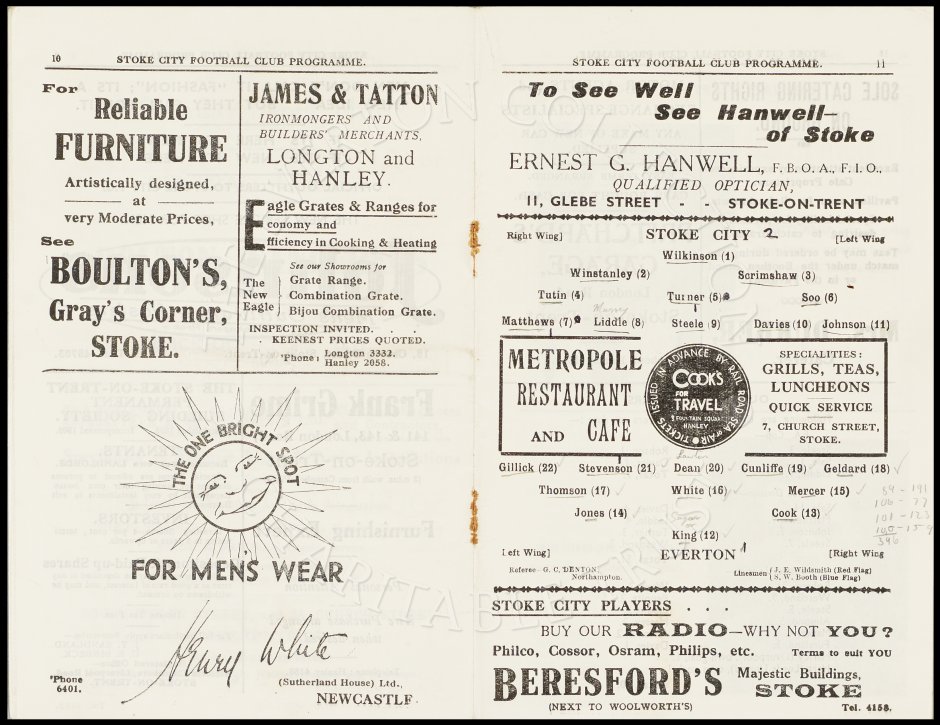 10 STOKE CITY FOOTBALL CLUB PROGRAMME.
For
Reliable
FURNITURE
Artistically designed,
— at —
very Moderate Prices,
See
BOULTON'S,
Gray's Corner,
STOKE.
JAMES & TATTON
IRONMONGERS AND
BUILDERS' MERCHANTS,
LONGTON and
HANLEY.
Eagle Grates & Ranges for
Economy and
Efficiency in Cooking & Heating
See our Showrooms for
The New Eagle { Grate Range.
Combination Grate.
Bijou Combination Grate.
INSPECTION INVITED. . . .
KEENEST PRICES QUOTED.
'Phone: { Longton 3332.
Hanley 2058.
THE ONE BRIGHT SPOT
FOR MEN'S WEAR
Henry White
'Phone
6401.
(Sutherland House) Ltd.,
NEWCASTLE
STOKE CITY FOOTBALL CLUB PROGRAMME. 11
To See Well
See Hanwell—
of Stoke
ERNEST G. HANWELL, F.B.O.A., F.I.O.,
QUALIFIED OPTICIAN,
11, GLEBE STREET - - STOKE-ON-TRENT
Right Wing] STOKE CITY 2 [Left Wing
Wilkinson (1)
Winstanley (2) Scrimshaw (3)
Tutin (4) Turner (5) Soo (6)
Matthews (7) Liddle (8) Steele (9) Davies (10) Johnson (11)
METROPOLE
RESTAURANT
AND CAFE
ISSUED IN ADVANCE BY RAIL ROAD SEA or AIR TICKETS
COOK'S
FOR
TRAVEL
FOUNTAIN SQUARE
HANLEY
SPECIALITIES:
GRILLS, TEAS,
LUNCHEONS
QUICK SERVICE
7, CHURCH STREET,
STOKE.
Lawton
Gillick (22) Stevenson (21) Dean (20) Cunliffe (19) Geldard (18)
Thomson (17) White (16) Mercer (15)
Jones (14) Cook (13)
King (12)
Left Wing] EVERTON 1 [Right Wing
Referee—G. C. DENTON,
Northampton.
Linesmen { J. E. Wildsmith (Red Flag)
S. W. Booth (Blue Flag)
STOKE CITY PLAYERS . . .
BUY OUR RADIO—WHY NOT YOU?
Philco, Cossor, Osram, Philips, etc. Terms to suit YOU
BERESFORD'S
Majestic Buildings,
STOKE
(NEXT TO WOOLWORTH'S) Tel. 4158.